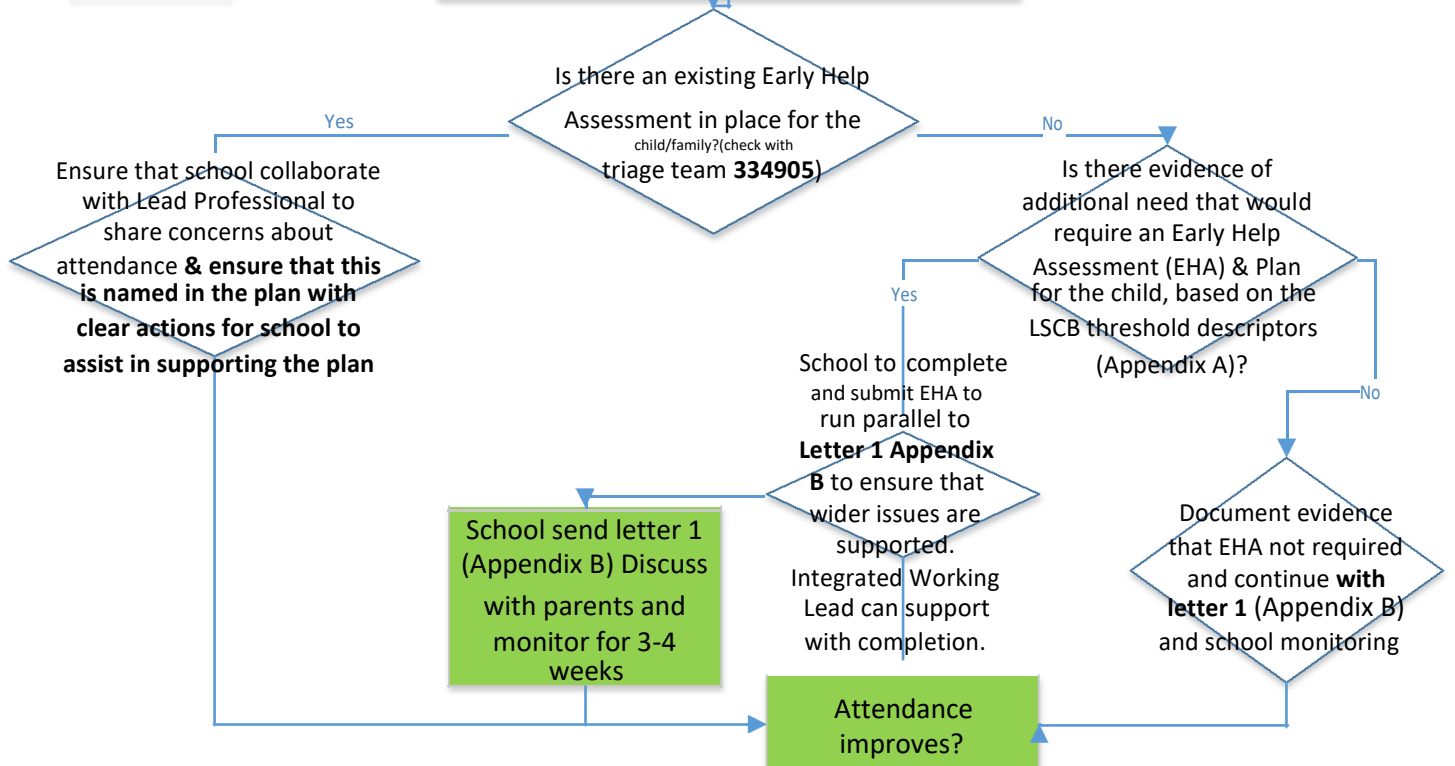 Is there an existing Early Help
Assessment in place for the
child/family?(check with
triage team 334905)
Yes
No
Ensure that school collaborate
with Lead Professional to
share concerns about
attendance & ensure that this
is named in the plan with
clear actions for school to
assist in supporting the plan
Is there evidence of
additional need that would
require an Early Help
Assessment (EHA) & Plan
for the child, based on the
LSCB threshold descriptors
(Appendix A)?
Yes
No
School to complete
and submit EHA to
run parallel to
Letter 1 Appendix
B to ensure that
wider issues are
supported.
Integrated Working
Lead can support
with completion.
School send letter 1
(Appendix B) Discuss
with parents and
monitor for 3-4
weeks
Document evidence
that EHA not required
and continue with
letter 1 (Appendix B)
and school monitoring
Attendance
improves?